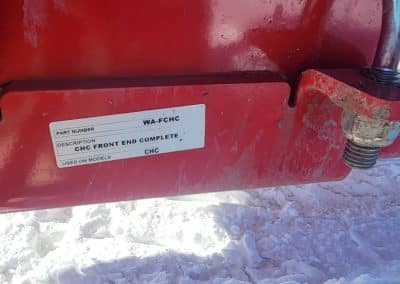 PART NUMBER WA-FCHC
DESCRIPTION
CHC FRONT END COMPLETE
USED ON MODELS CHC